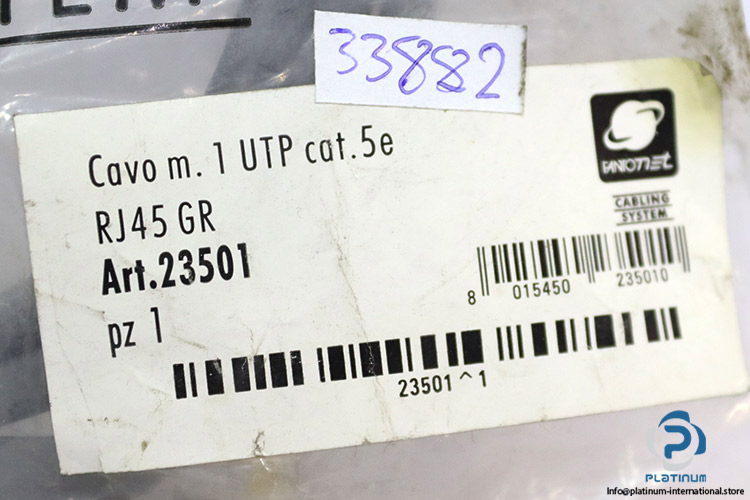 33882
Cavo m. 1 UTP cat.5e
RJ45 GR
Art.23501
pz 1
FANTONET
CABLING
SYSTEM
8 015450 235010
23501^1
PLATINUM
info@platinum-international.store